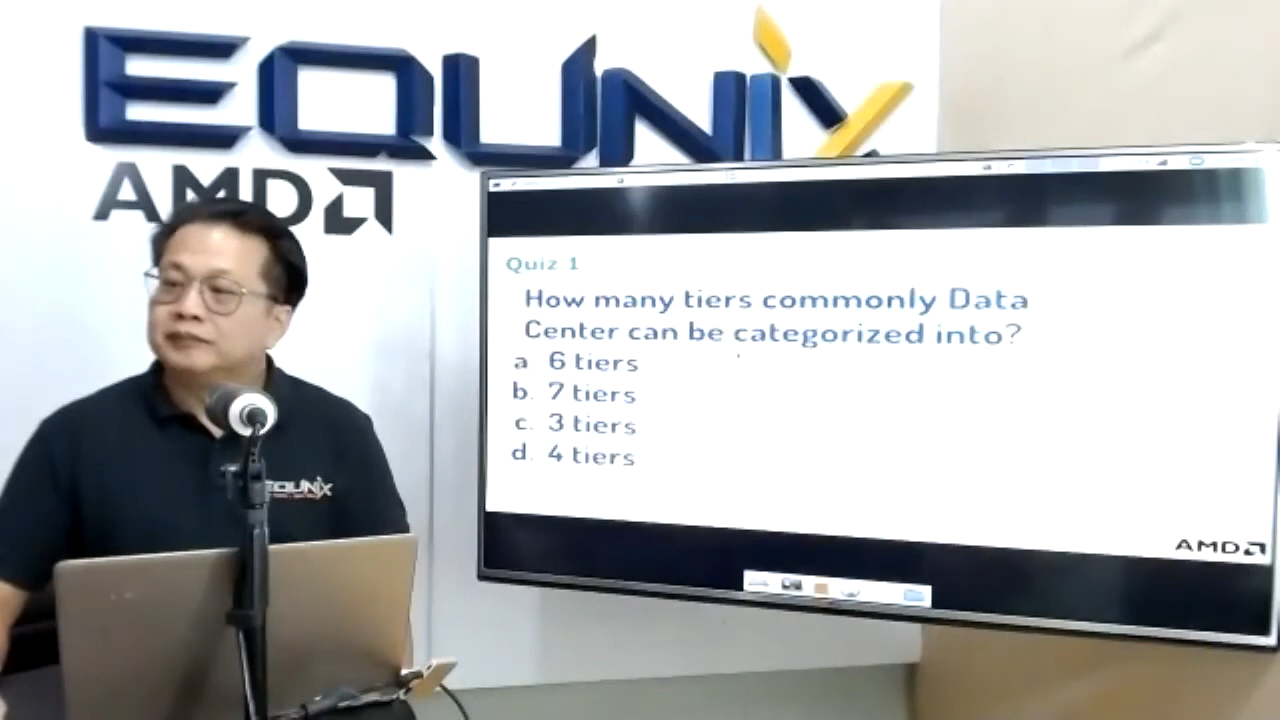 EQUNIX
AMD
Quiz 1
How many tiers commonly Data
Center can be categorized into?
a. 6 tiers
b. 7 tiers
c. 3 tiers
d. 4 tiers
AMD
EQUNIX